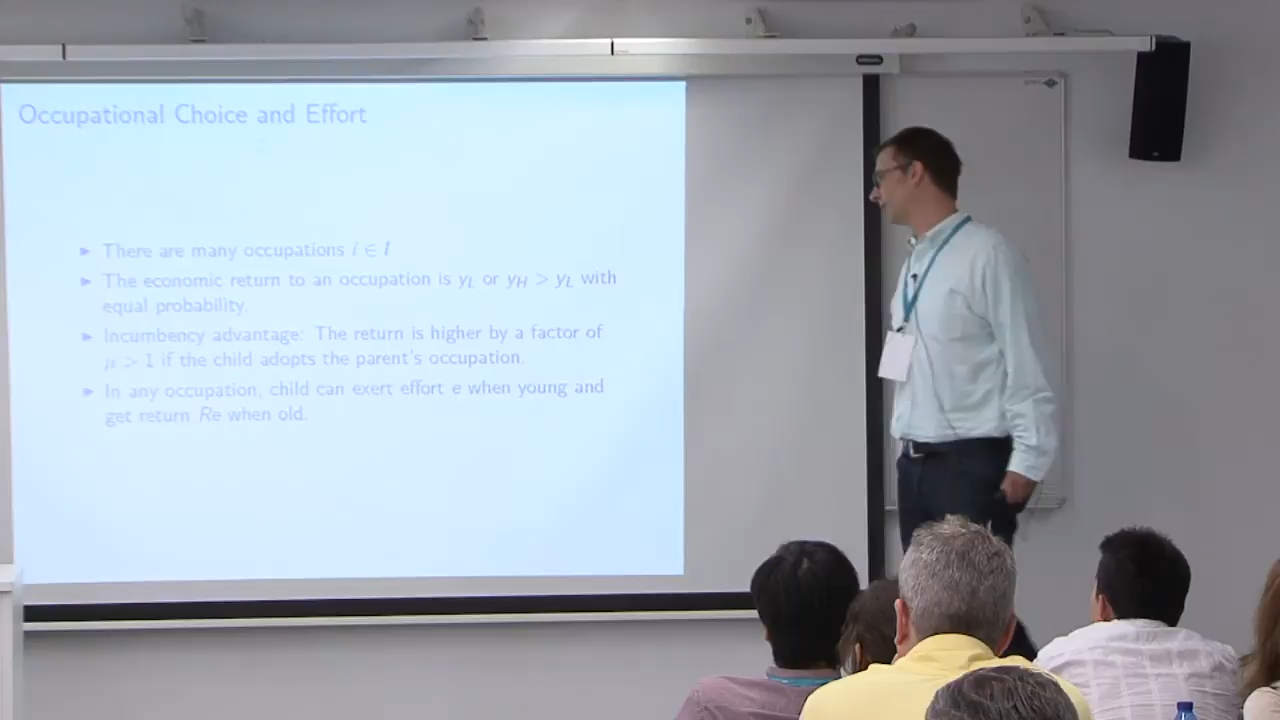 Occupational Choice and Effort
► There are many occupations i ∈ I
► The economic return to an occupation is y_L or y_H > y_L with
equal probability.
► Incumbency advantage: The return is higher by a factor of
μ > 1 if the child adopts the parent's occupation.
► In any occupation, child can exert effort e when young and
get return Re when old.